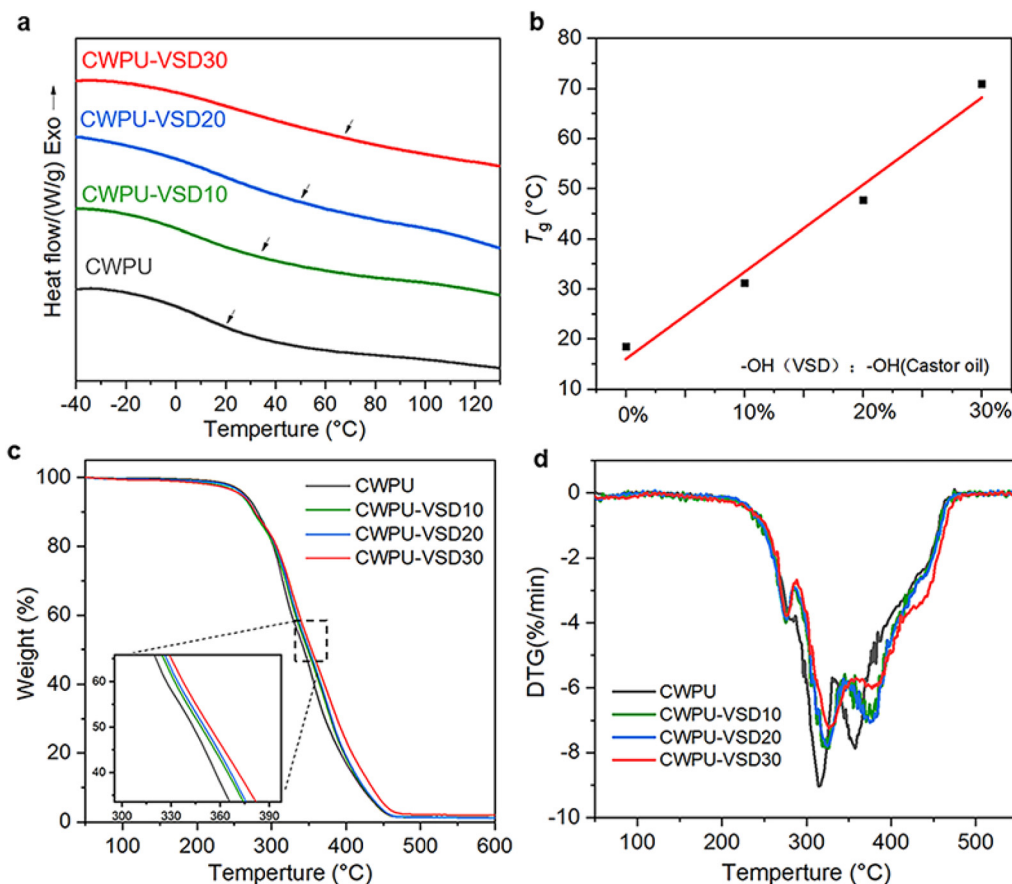 a
CWPU-VSD30
CWPU-VSD20
CWPU-VSD10
CWPU
Heat flow/(W/g) Exo →
-40 -20 0 20 40 60 80 100 120
Temperture (°C)
b
80
70
60
50
40
30
20
10
Tg (°C)
-OH（VSD）：-OH(Castor oil)
0% 10% 20% 30%
c
100
80
60
40
20
0
Weight (%)
CWPU
CWPU-VSD10
CWPU-VSD20
CWPU-VSD30
60
50
40
300 330 360 390
100 200 300 400 500 600
Temperture (°C)
d
0
-2
-4
-6
-8
-10
DTG(%/min)
CWPU
CWPU-VSD10
CWPU-VSD20
CWPU-VSD30
100 200 300 400 500
Temperture (°C)